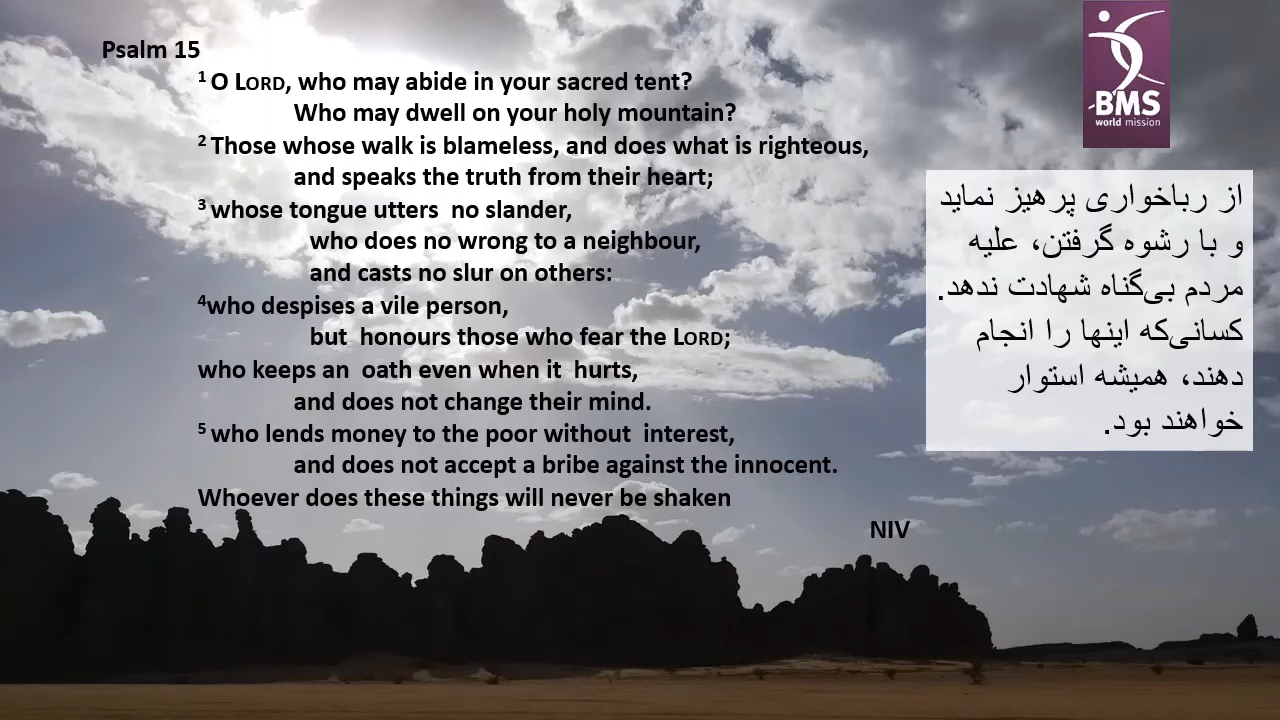 Psalm 15
1 O LORD, who may abide in your sacred tent?
Who may dwell on your holy mountain?
2 Those whose walk is blameless, and does what is righteous,
and speaks the truth from their heart;
3 whose tongue utters  no slander,
who does no wrong to a neighbour,
and casts no slur on others:
4who despises a vile person,
but  honours those who fear the LORD;
who keeps an  oath even when it  hurts,
and does not change their mind.
5 who lends money to the poor without  interest,
and does not accept a bribe against the innocent.
Whoever does these things will never be shaken
NIV
BMS
world mission
از رباخواری پرهیز نماید
و با رشوه گرفتن، علیه
مردم بی‌گناه شهادت ندهد.
کسانی‌که اینها را انجام
دهند، همیشه استوار
خواهند بود.